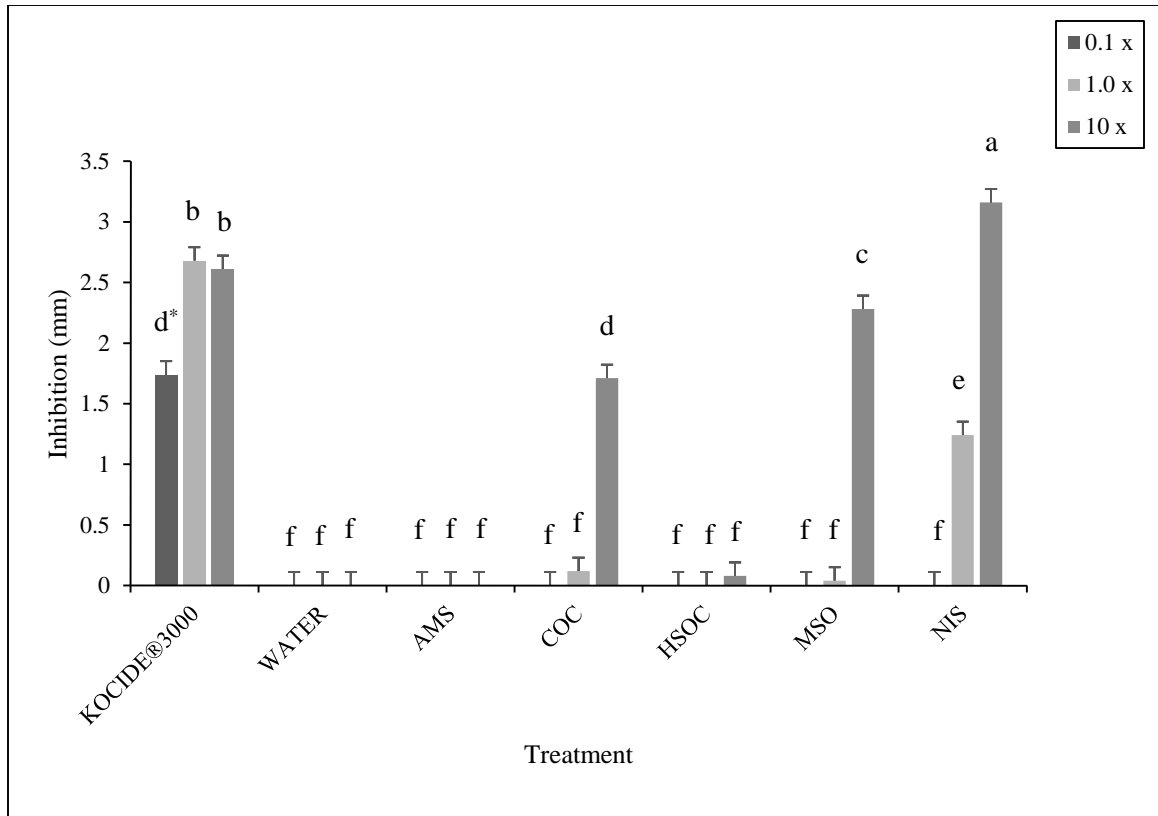 0.1 x
1.0 x
10 x
a
3.5
3
2.5
2
1.5
1
0.5
0
Inhibition (mm)
d* b b
f f f
f f f
f f d
f f f
f f c
f e
KOCIDE®3000 WATER AMS COC HSOC MSO NIS
Treatment